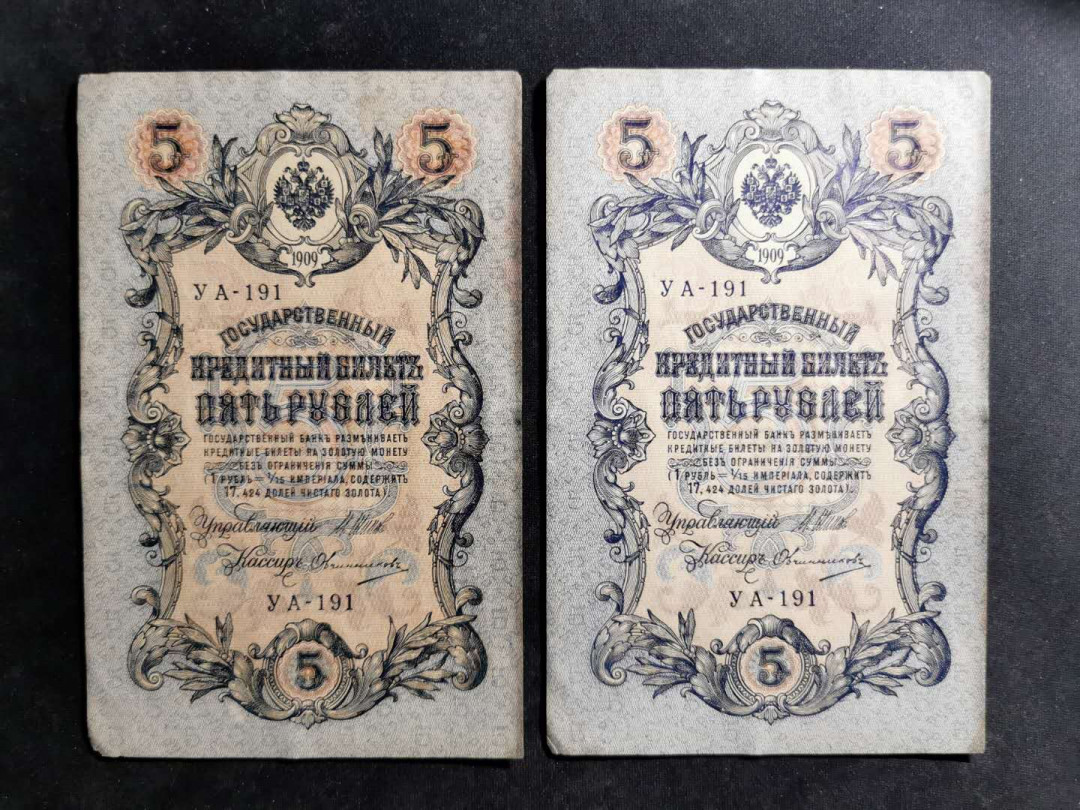 5 5
1909
УА-191
ГОСУДАРСТВЕННЫЙ
КРЕДИТНЫЙ БИЛЕТЪ
ПЯТЬ РУБЛЕЙ
ГОСУДАРСТВЕННЫЙ БАНКЪ РАЗМѢНИВАЕТЪ
КРЕДИТНЫЕ БИЛЕТЫ НА ЗОЛОТУЮ МОНЕТУ
БЕЗЪ ОГРАНИЧЕНІЯ СУММЫ
(1 РУБЛЬ = 1/15 ИМПЕРІАЛА, СОДЕРЖИТЪ
17,424 ДОЛЕЙ ЧИСТАГО ЗОЛОТА).
Управляющій
Кассиръ Овчинников
УА-191
5
5 5
1909
УА-191
ГОСУДАРСТВЕННЫЙ
КРЕДИТНЫЙ БИЛЕТЪ
ПЯТЬ РУБЛЕЙ
ГОСУДАРСТВЕННЫЙ БАНКЪ РАЗМѢНИВАЕТЪ
КРЕДИТНЫЕ БИЛЕТЫ НА ЗОЛОТУЮ МОНЕТУ
БЕЗЪ ОГРАНИЧЕНІЯ СУММЫ
(1 РУБЛЬ = 1/15 ИМПЕРІАЛА, СОДЕРЖИТЪ
17,424 ДОЛЕЙ ЧИСТАГО ЗОЛОТА).
Управляющій
Кассиръ Овчинников
УА-191
5